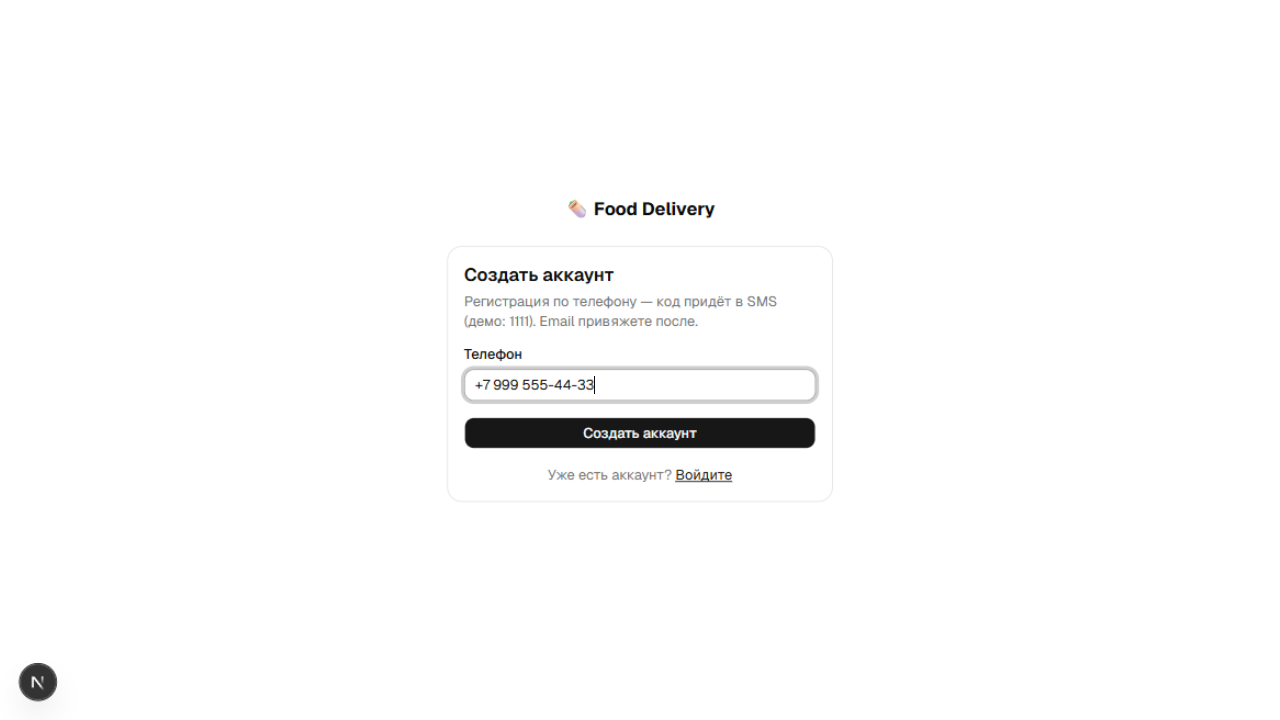 Food Delivery
Создать аккаунт
Регистрация по телефону — код придёт в SMS
(демо: 1111). Email привяжете после.
Телефон
+7 999 555-44-33
Создать аккаунт
Уже есть аккаунт? Войдите
N